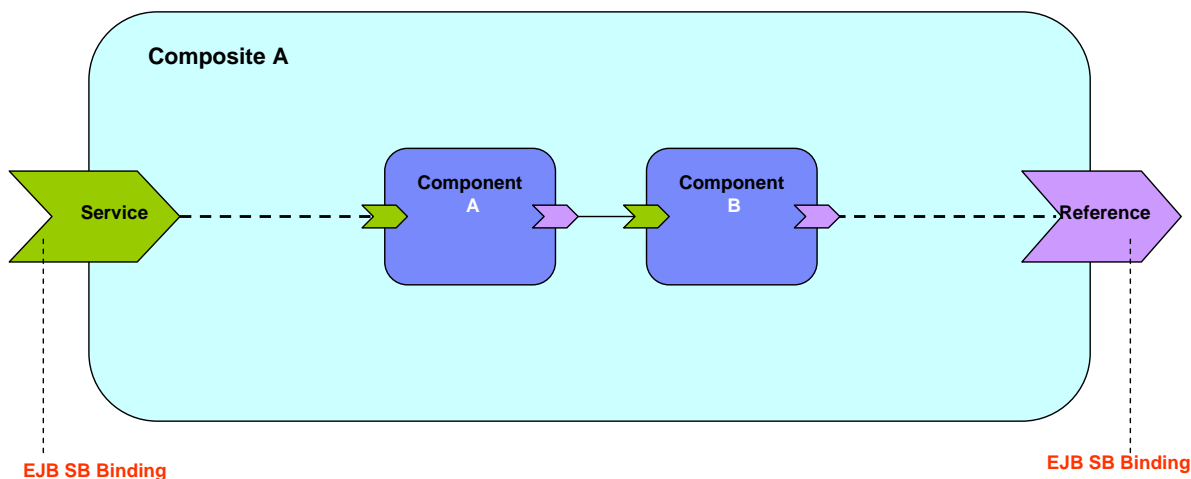 Composite A
Component
A
Component
B
Service
Reference
EJB SB Binding
EJB SB Binding